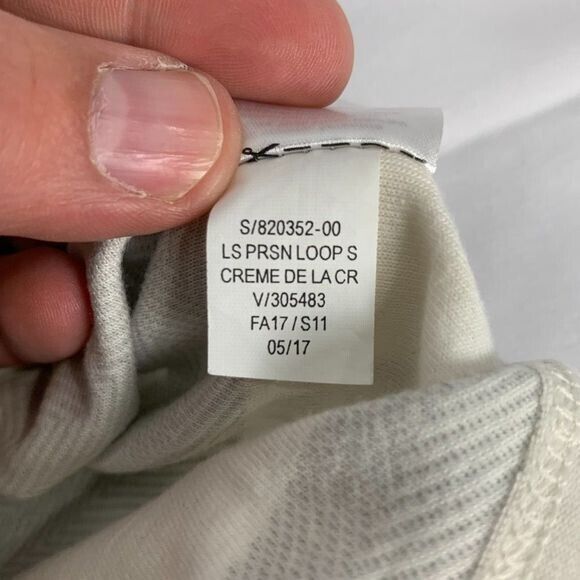 S/820352-00
LS PRSN LOOP S
CREME DE LA CR
V/305483
FA17 / S11
05/17